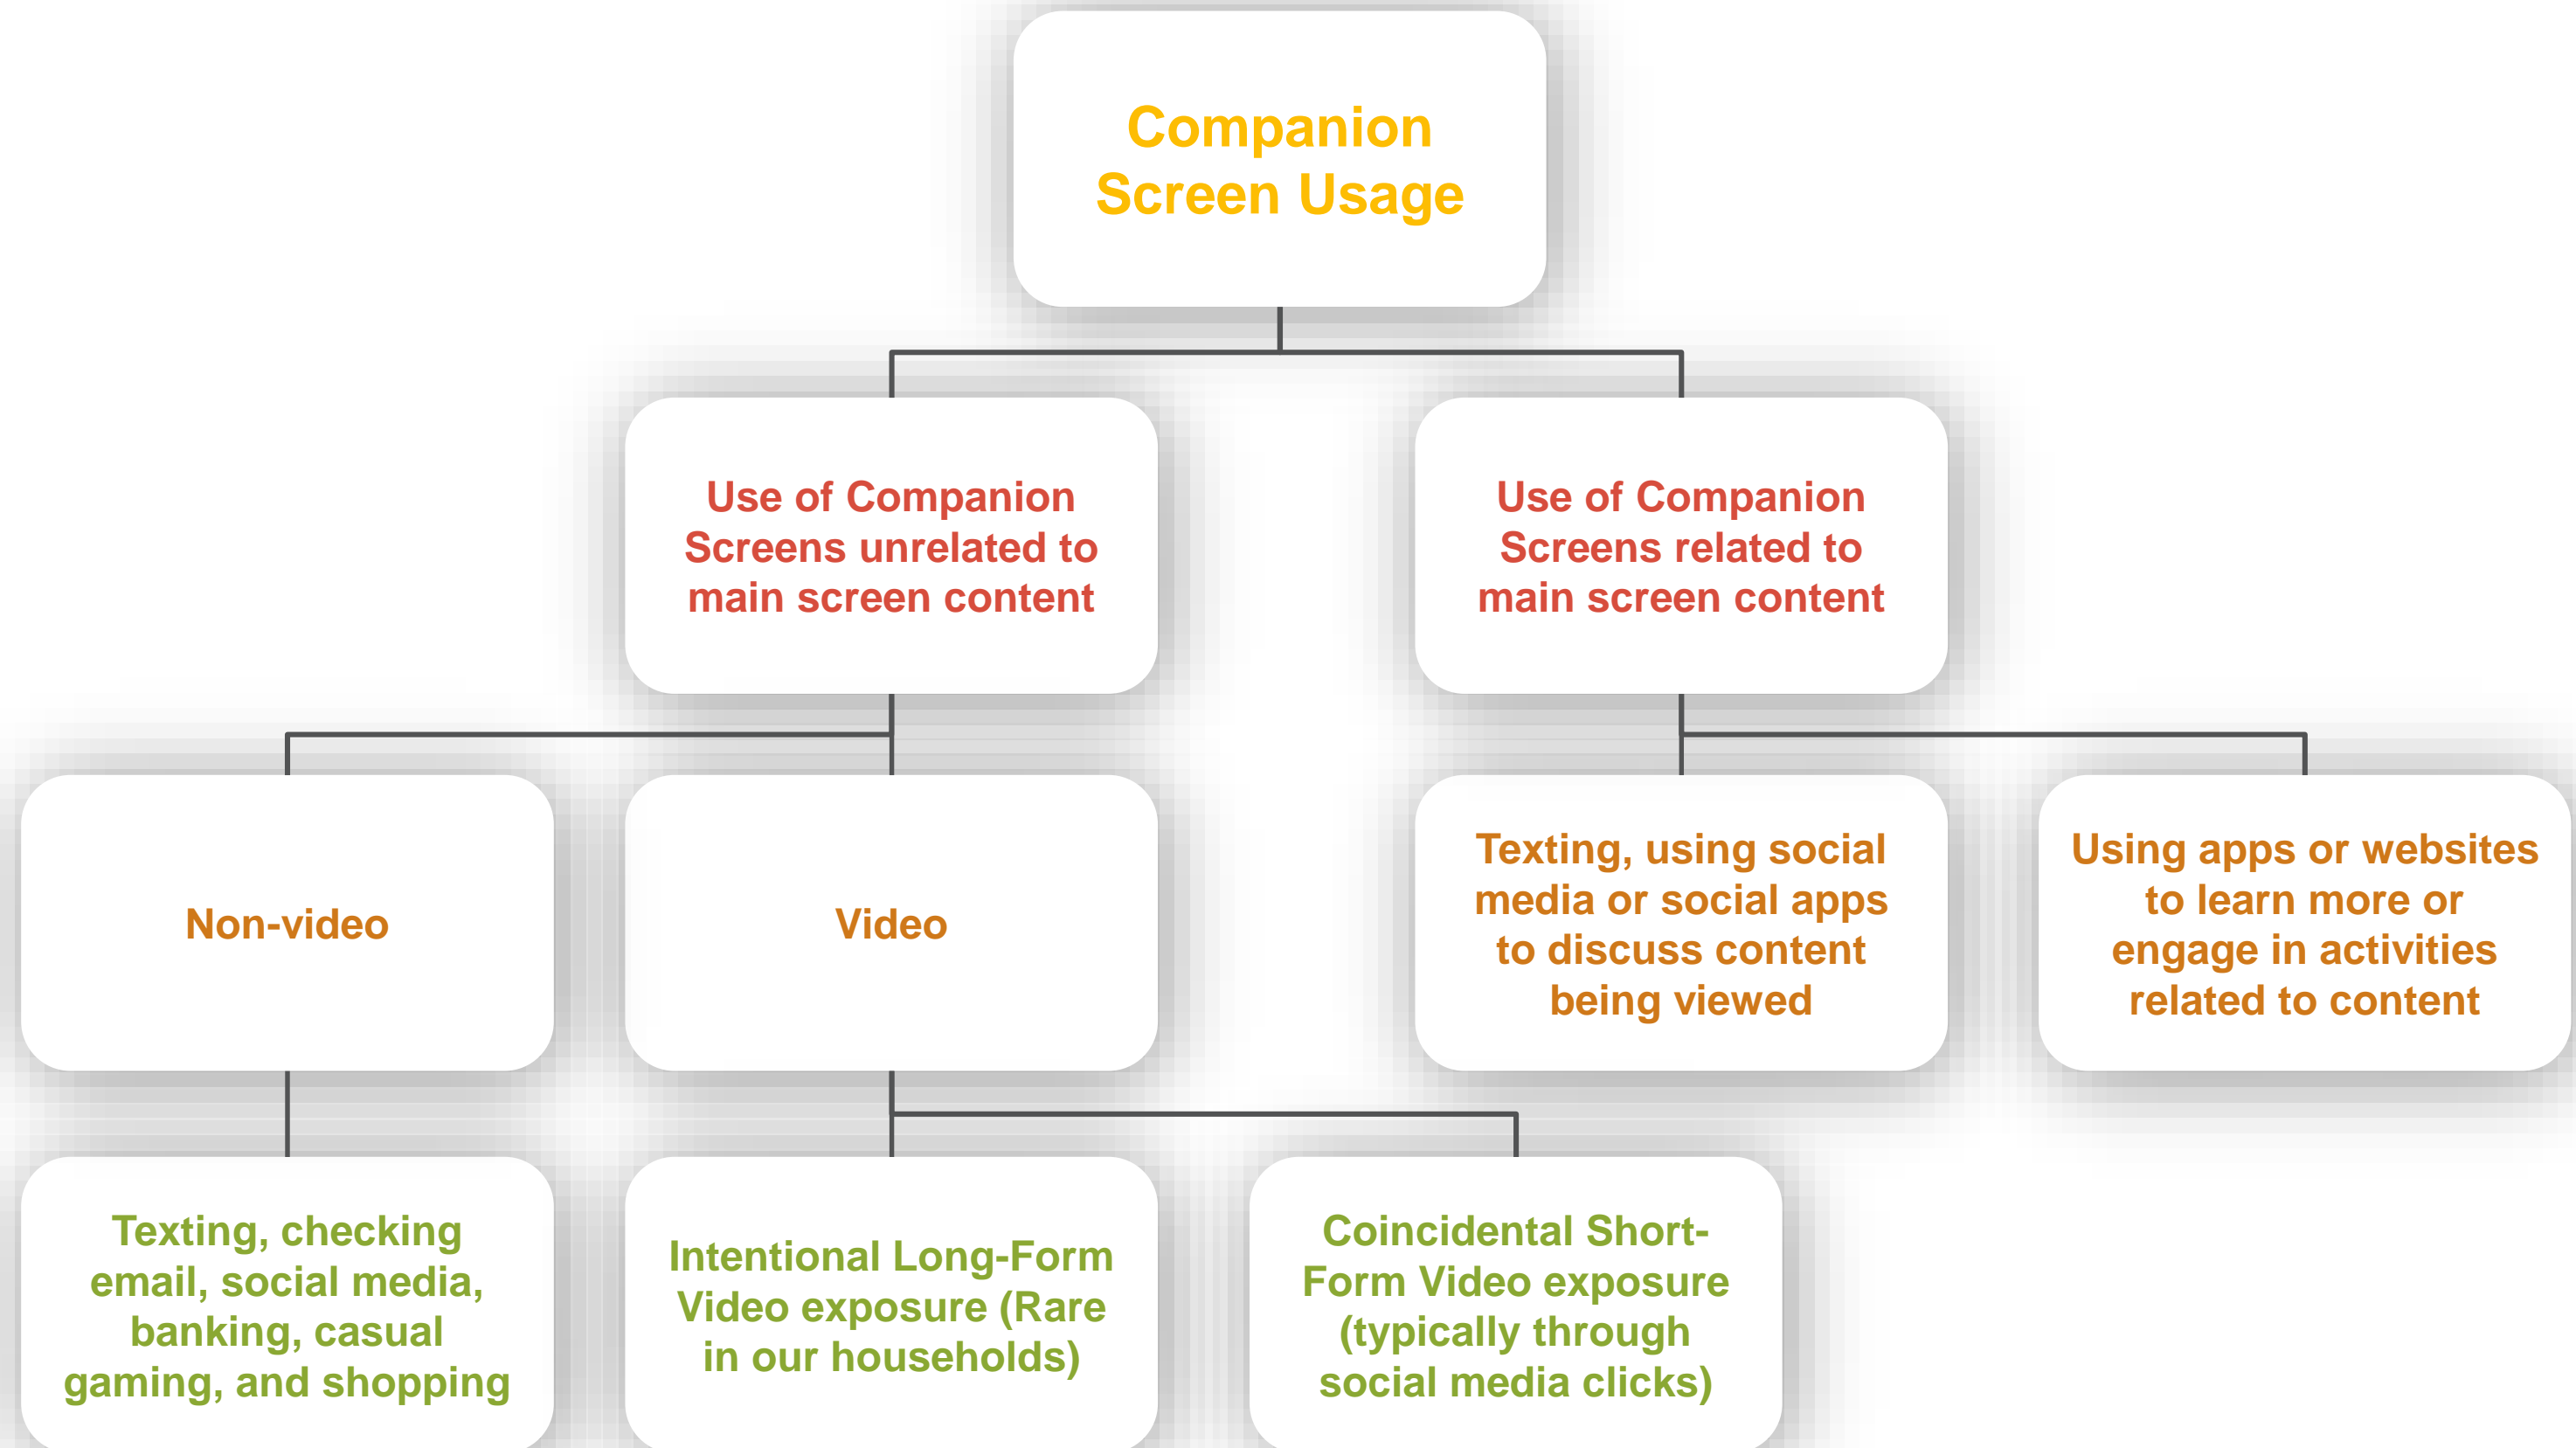 Companion
Screen Usage
Use of Companion
Screens unrelated to
main screen content
Use of Companion
Screens related to
main screen content
Non-video
Video
Texting, using social
media or social apps
to discuss content
being viewed
Using apps or websites
to learn more or
engage in activities
related to content
Texting, checking
email, social media,
banking, casual
gaming, and shopping
Intentional Long-Form
Video exposure (Rare
in our households)
Coincidental Short-
Form Video exposure
(typically through
social media clicks)